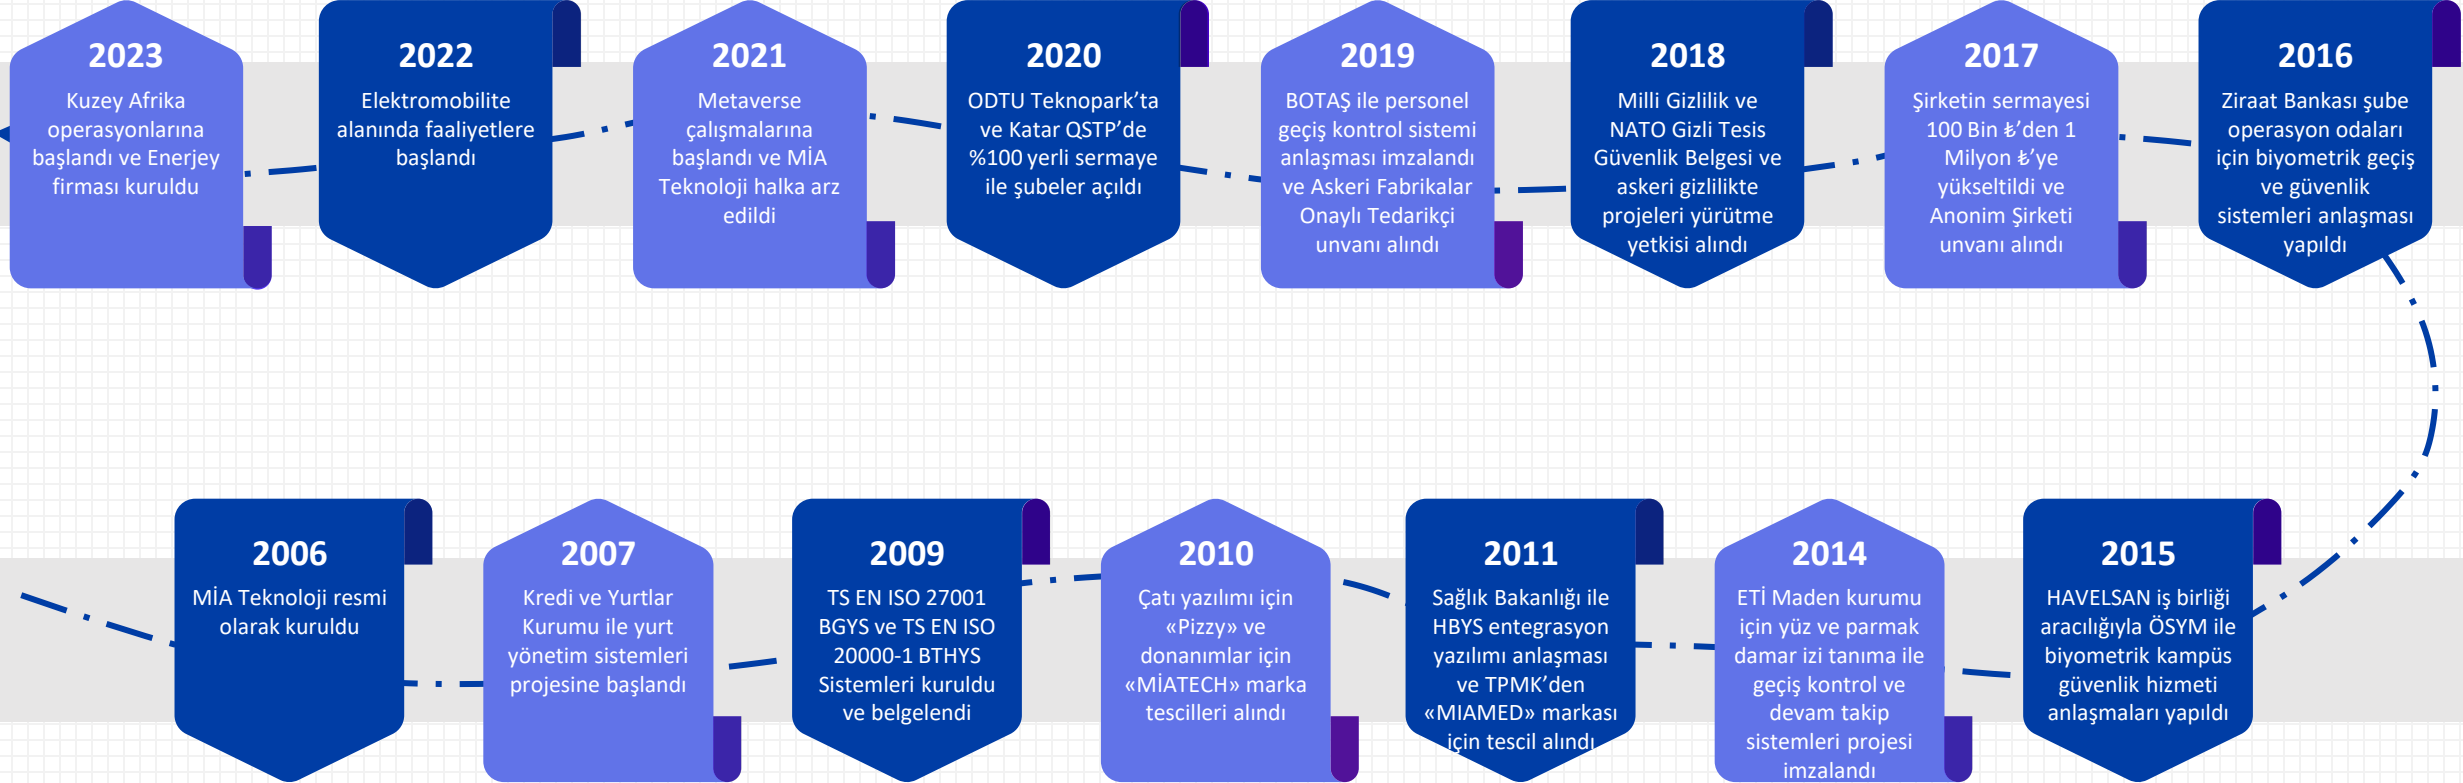 2023
Kuzey Afrika
operasyonlarına
başlandı ve Enerjey
firması kuruldu
2022
Elektromobilite
alanında faaliyetlere
başlandı
2021
Metaverse
çalışmalarına
başlandı ve MİA
Teknoloji halka arz
edildi
2020
ODTU Teknopark’ta
ve Katar QSTP’de
%100 yerli sermaye
ile şubeler açıldı
2019
BOTAŞ ile personel
geçiş kontrol sistemi
anlaşması imzalandı
ve Askeri Fabrikalar
Onaylı Tedarikçi
unvanı alındı
2018
Milli Gizlilik ve
NATO Gizli Tesis
Güvenlik Belgesi ve
askeri gizlilikte
projeleri yürütme
yetkisi alındı
2017
Şirketin sermayesi
100 Bin ₺’den 1
Milyon ₺’ye
yükseltildi ve
Anonim Şirketi
unvanı alındı
2016
Ziraat Bankası şube
operasyon odaları
için biyometrik geçiş
ve güvenlik
sistemleri anlaşması
yapıldı
2006
MİA Teknoloji resmi
olarak kuruldu
2007
Kredi ve Yurtlar
Kurumu ile yurt
yönetim sistemleri
projesine başlandı
2009
TS EN ISO 27001
BGYS ve TS EN ISO
20000-1 BTHYS
Sistemleri kuruldu
ve belgelendi
2010
Çatı yazılımı için
«Pizzy» ve
donanımlar için
«MİATECH» marka
tescilleri alındı
2011
Sağlık Bakanlığı ile
HBYS entegrasyon
yazılımı anlaşması
ve TPMK’den
«MIAMED» markası
için tescil alındı
2014
ETİ Maden kurumu
için yüz ve parmak
damar izi tanıma ile
geçiş kontrol ve
devam takip
sistemleri projesi
imzalandı
2015
HAVELSAN iş birliği
aracılığıyla ÖSYM ile
biyometrik kampüs
güvenlik hizmeti
anlaşmaları yapıldı